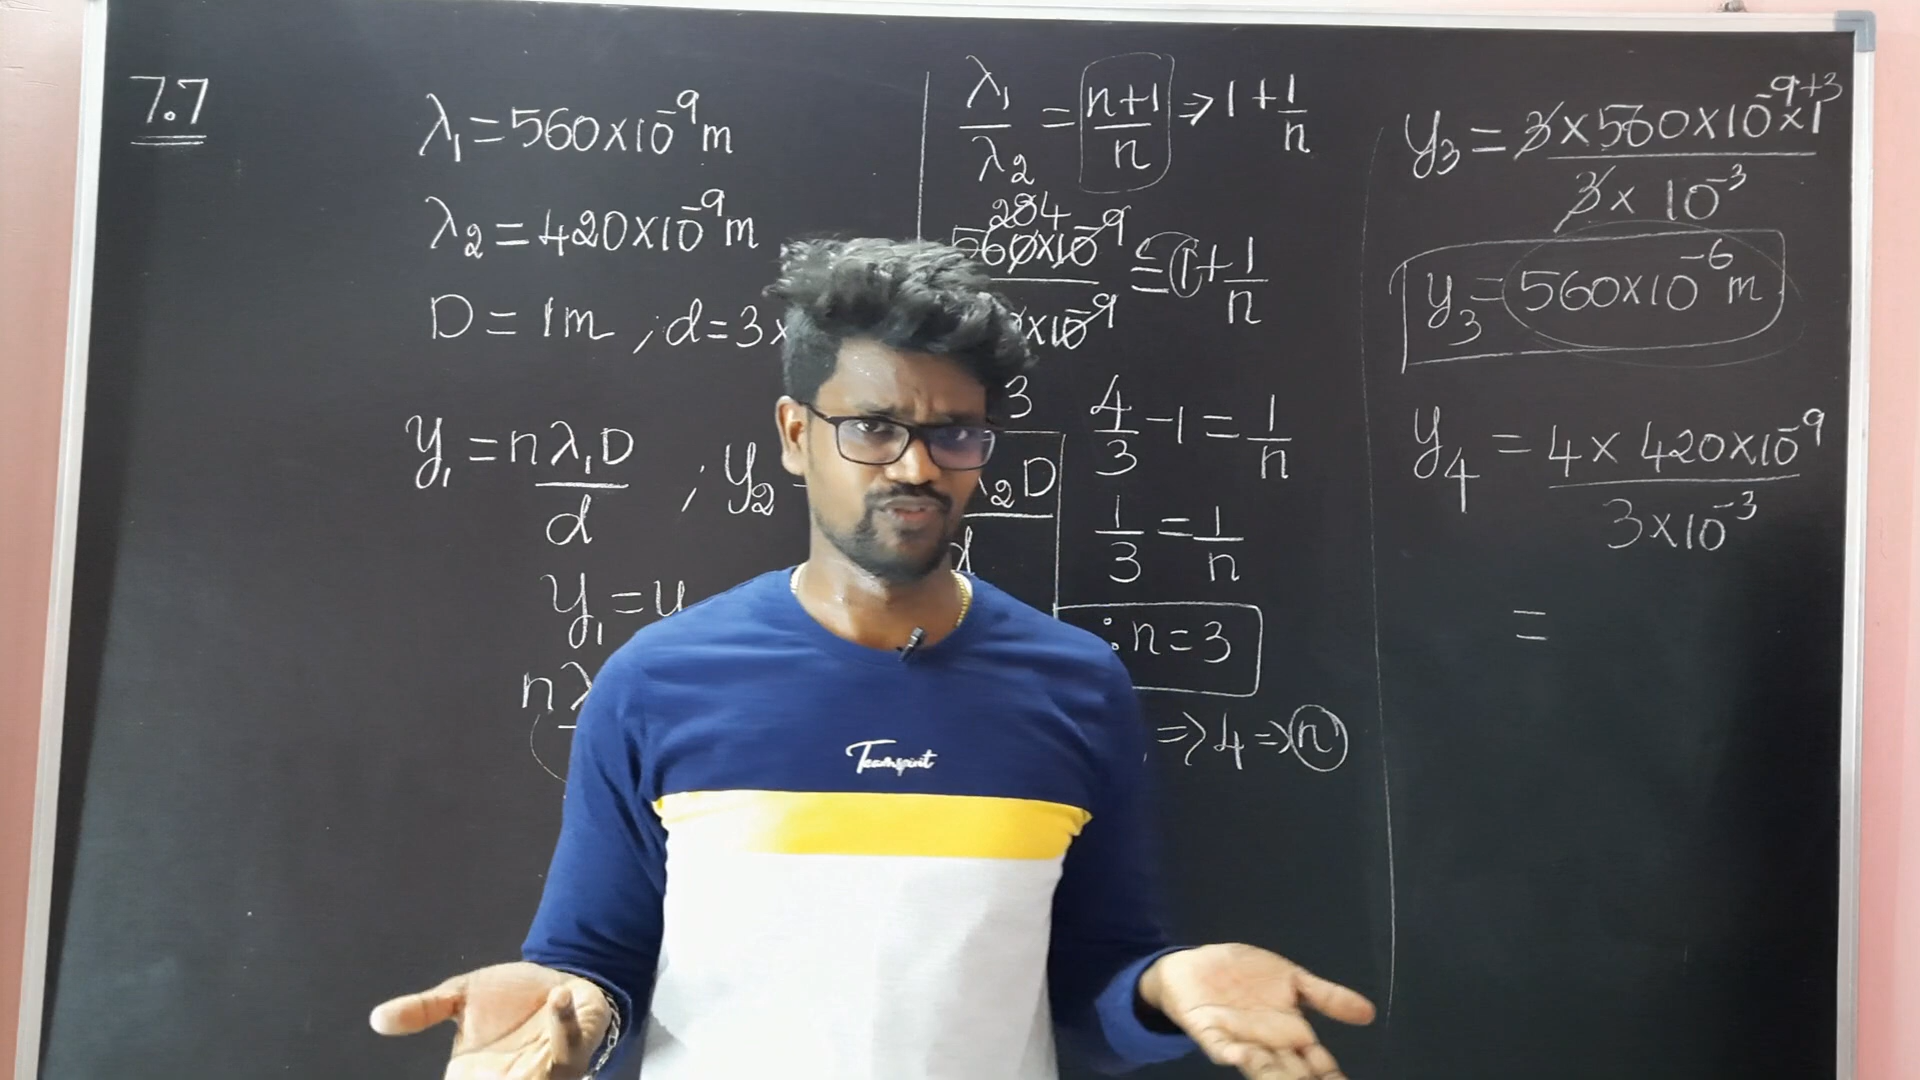 7.7
λ₁ = 560×10⁻⁹ m
λ₂ = 420×10⁻⁹ m
D = 1m ; d = 3×
y₁ = nλ₁D / d ; y₂
y₁ = y
nλ
λ₁ / λ₂ = n+1 / n ⇒ 1 + 1/n
560×10⁻⁹
×10⁻⁹
= 1 + 1/n
3
λ₂D
d
4/3 − 1 = 1/n
1/3 = 1/n
∴ n = 3
⇒ 4 ⇒ n
y₃ = 3×560×10⁻⁹⁺³×1 / 3×10⁻³
y₃ = 560×10⁻⁶ m
y₄ = 4×420×10⁻⁹ / 3×10⁻³
=
Teamspirit